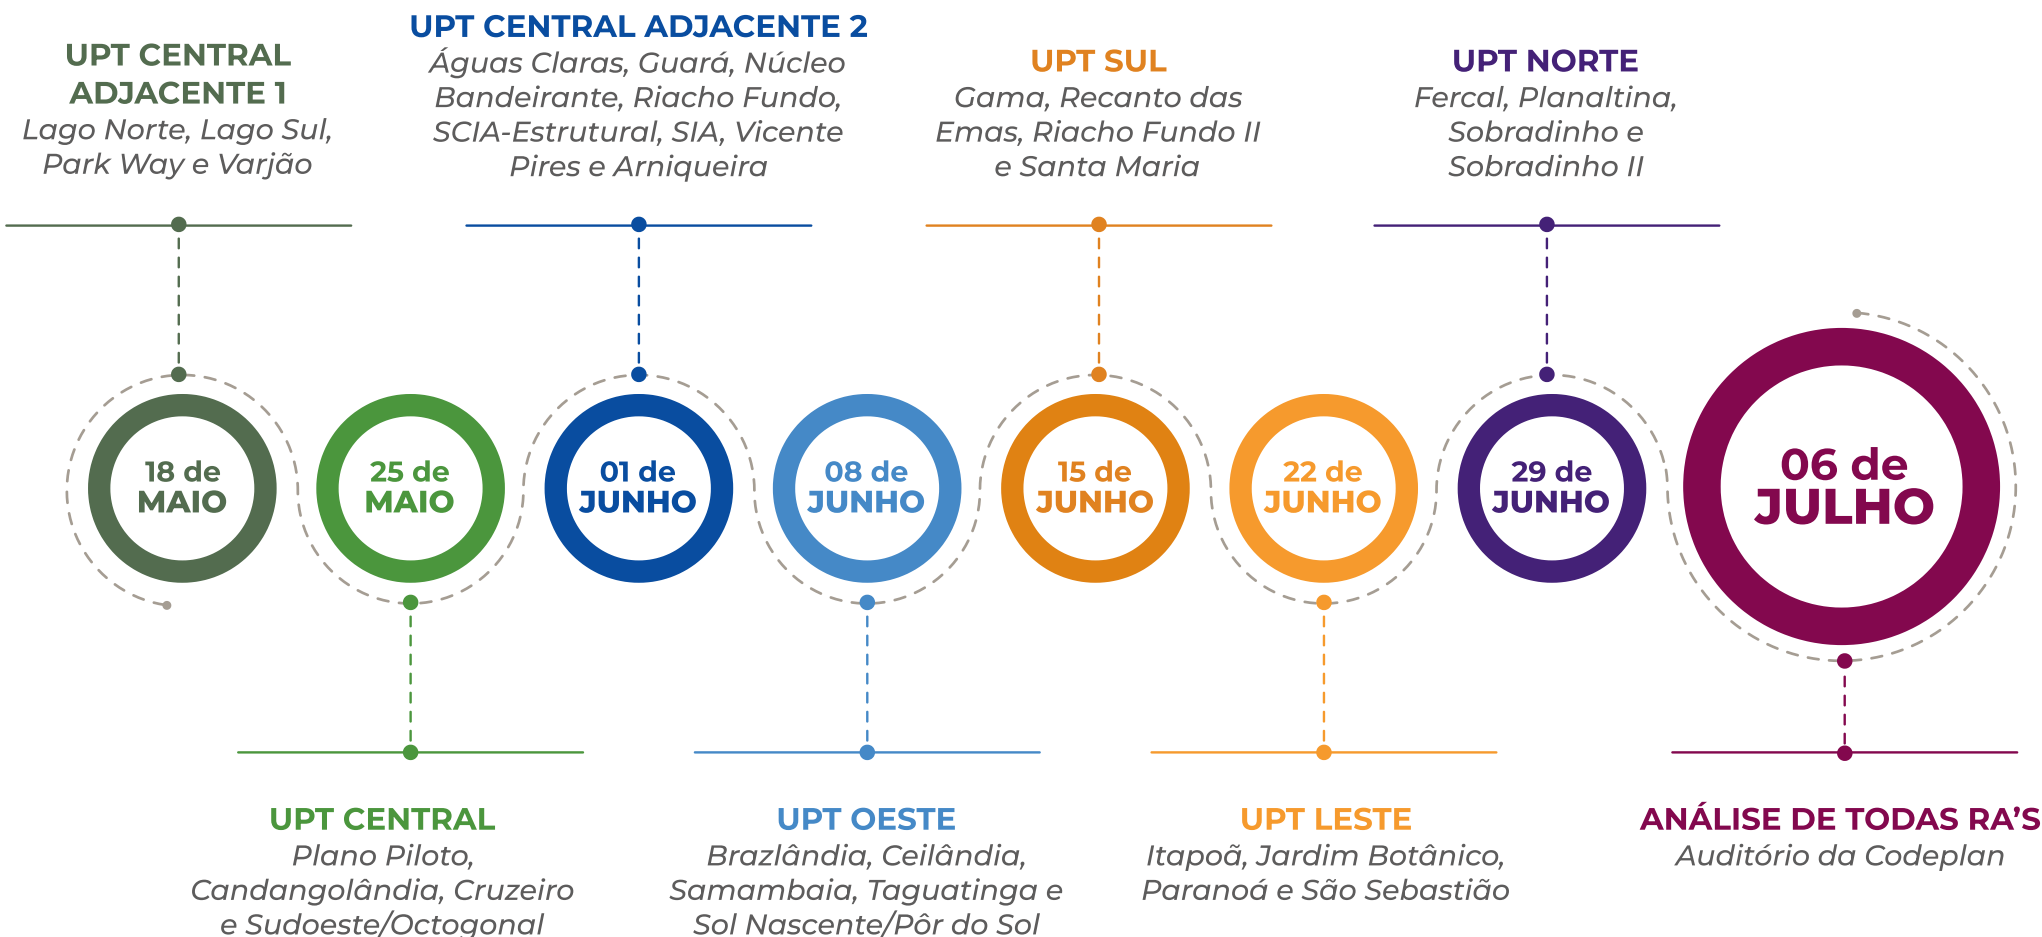 UPT CENTRAL
ADJACENTE 1
Lago Norte, Lago Sul,
Park Way e Varjão
UPT CENTRAL ADJACENTE 2
Águas Claras, Guará, Núcleo
Bandeirante, Riacho Fundo,
SCIA-Estrutural, SIA, Vicente
Pires e Arniqueira
UPT SUL
Gama, Recanto das
Emas, Riacho Fundo II
e Santa Maria
UPT NORTE
Fercal, Planaltina,
Sobradinho e
Sobradinho II
18 de
MAIO
25 de
MAIO
01 de
JUNHO
08 de
JUNHO
15 de
JUNHO
22 de
JUNHO
29 de
JUNHO
06 de
JULHO
UPT CENTRAL
Plano Piloto,
Candangolândia, Cruzeiro
e Sudoeste/Octogonal
UPT OESTE
Brazlândia, Ceilândia,
Samambaia, Taguatinga e
Sol Nascente/Pôr do Sol
UPT LESTE
Itapoã, Jardim Botânico,
Paranoá e São Sebastião
ANÁLISE DE TODAS RA'S
Auditório da Codeplan